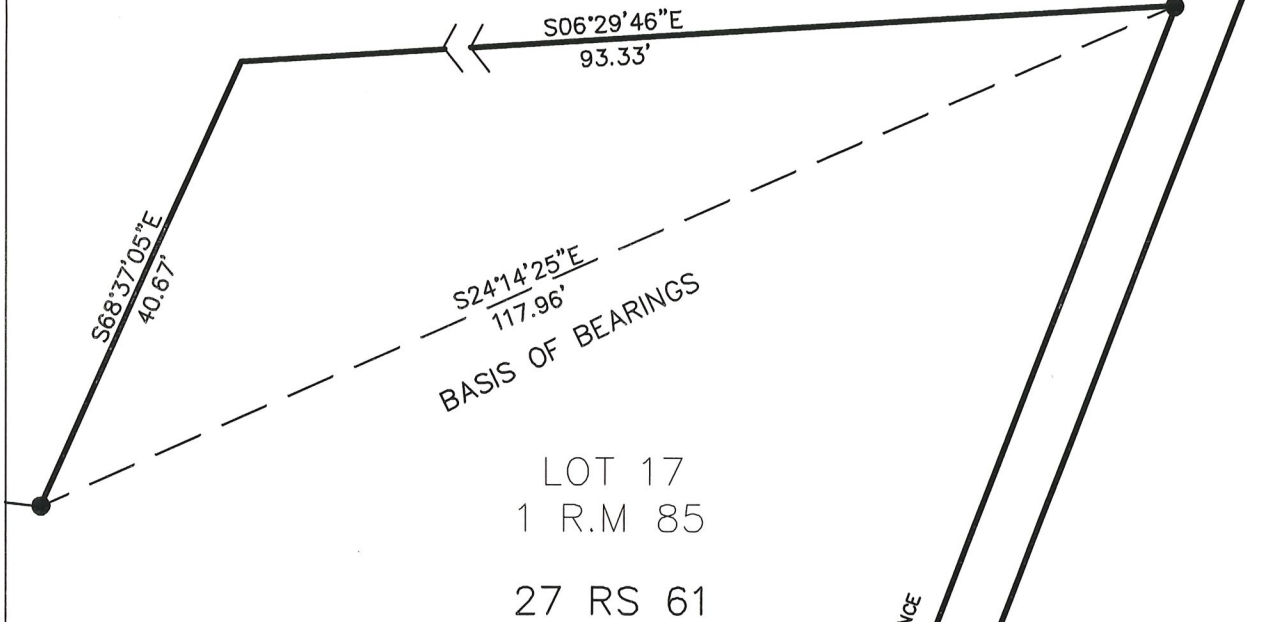 S06°29'46"E
93.33'
S68°37'05"E
40.67'
S24°14'25"E
117.96'
BASIS OF BEARINGS
LOT 17
1 R.M 85
27 RS 61
NCE